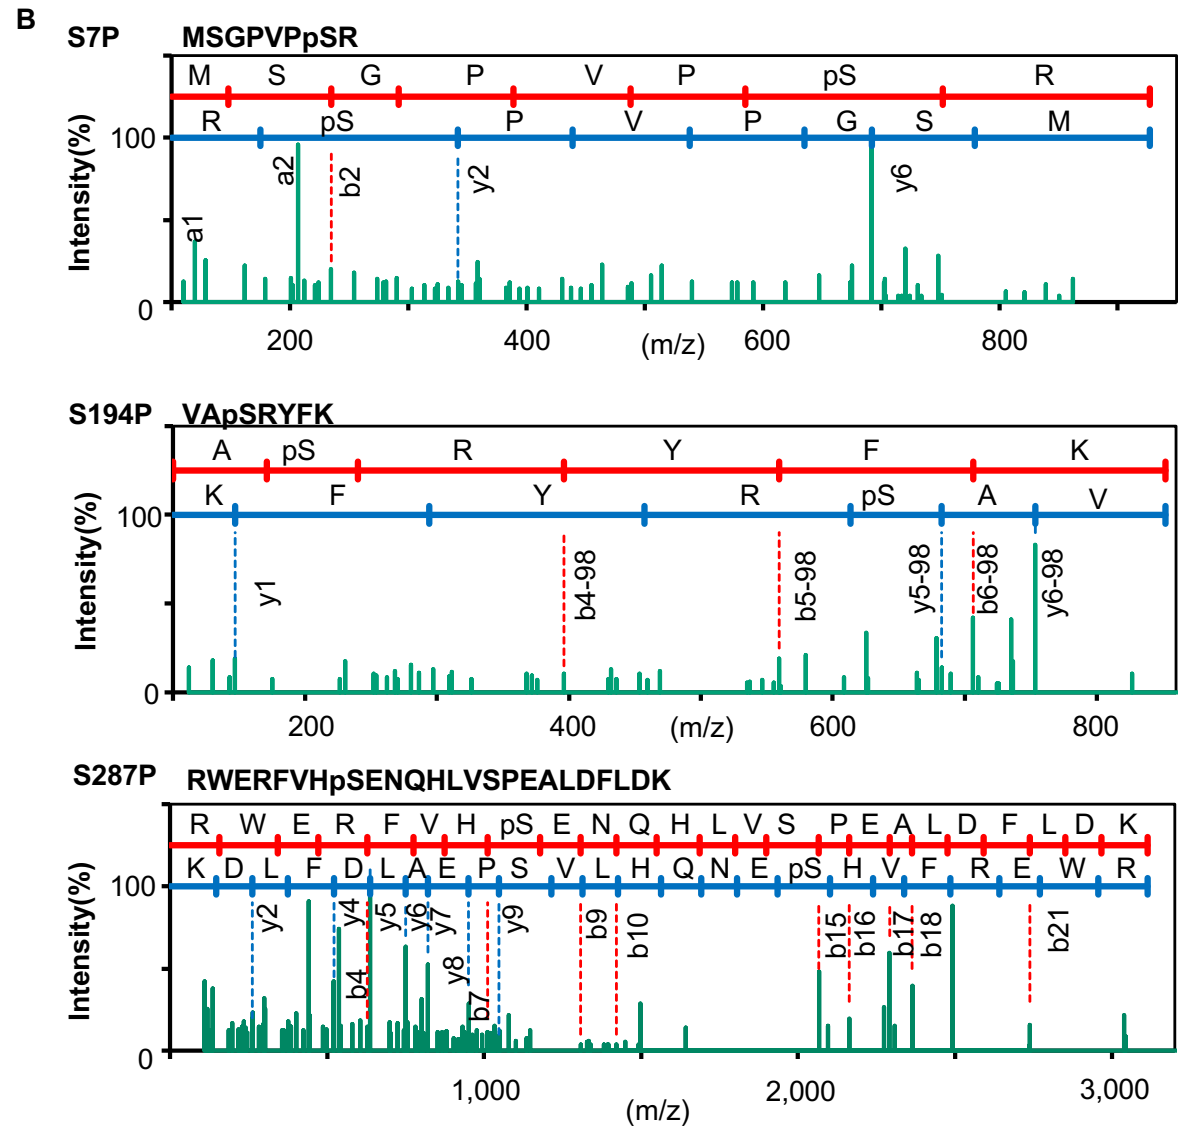 B
S7P MSGPVPpSR
M S G P V P pS R
R pS P V P G S M
Intensity(%)
100
0
a1 a2 b2 y2 y6
200 400 600 800
(m/z)
S194P VApSRYFK
A pS R Y F K
K F Y R pS A V
Intensity(%)
100
0
y1 b4-98 b5-98 y5-98 b6-98 y6-98
200 400 600 800
(m/z)
S287P RWERFVHpSENQHLVSPEALDFLDK
R W E R F V H pS E N Q H L V S P E A L D F L D K
K D L F D L A E P S V L H Q N E pS H V F R E W R
Intensity(%)
100
0
y2 y4 b4 y5 y6 y7 y8 b7 y9 b9 b10 b15 b16 b17 b18 b21
1,000 2,000 3,000
(m/z)